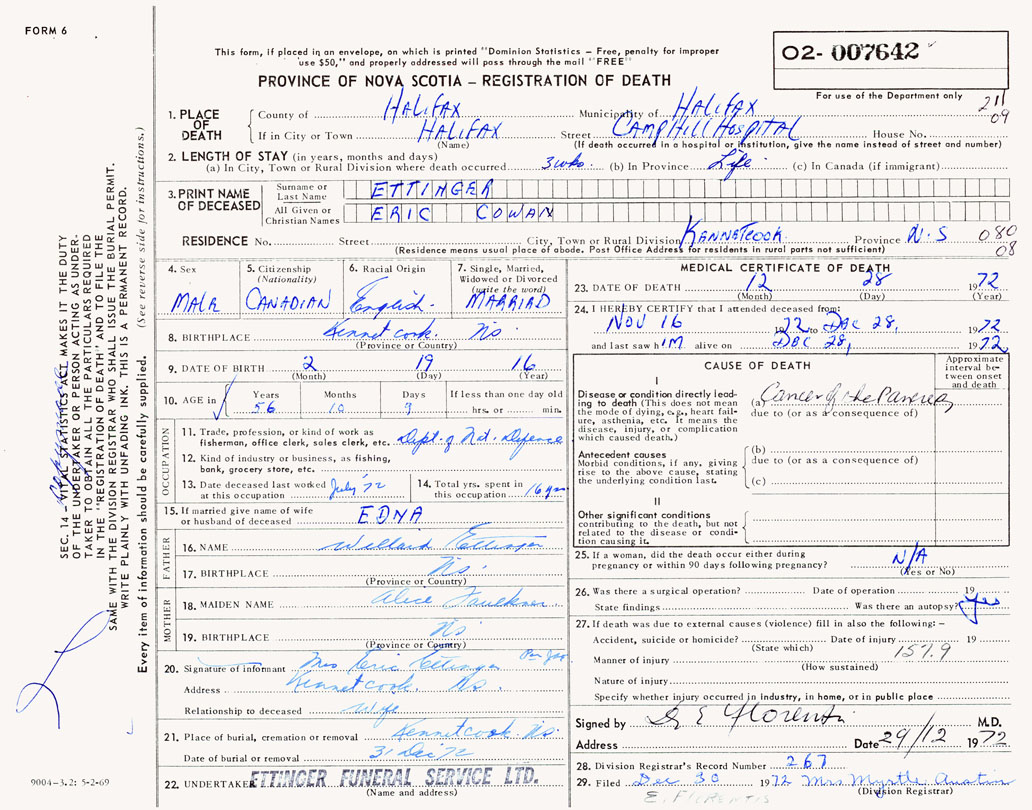 FORM 6
This form, if placed in an envelope, on which is printed "Dominion Statistics – Free, penalty for improper
use $50," and properly addressed will pass through the mail "FREE"
PROVINCE OF NOVA SCOTIA – REGISTRATION OF DEATH
02- 007642
For use of the Department only
211
09
1. PLACE OF DEATH
County of HALIFAX Municipality of HALIFAX
If in City or Town HALIFAX Street CAMP HILL HOSPITAL House No.
(Name) (If death occurred in a hospital or institution, give the name instead of street and number)
2. LENGTH OF STAY (in years, months and days)
(a) In City, Town or Rural Division where death occurred 3 wks. (b) In Province Life. (c) In Canada (if immigrant)
3. PRINT NAME OF DECEASED
Surname or Last Name ETTINGER
All Given or Christian Names ERIC COWAN
RESIDENCE No. Street City, Town or Rural Division KANNATCOOK Province N.S 080
(Residence means usual place of abode. Post Office Address for residents in rural parts not sufficient) 08
4. Sex MALR
5. Citizenship (Nationality) CANADIAN
6. Racial Origin English.
7. Single, Married, Widowed or Divorced (write the word) MARRIAD
8. BIRTHPLACE Kennetcook. Ns.
(Province or Country)
9. DATE OF BIRTH 2 19 16
(Month) (Day) (Year)
10. AGE in Years Months Days If less than one day old
56 10 9 hrs. or min.
OCCUPATION
11. Trade, profession, or kind of work as fisherman, office clerk, sales clerk, etc. Dept. of Nat. Defence
12. Kind of industry or business, as fishing, bank, grocery store, etc.
13. Date deceased last worked at this occupation July 72
14. Total yrs. spent in this occupation 16 yrs
15. If married give name of wife or husband of deceased EDNA
FATHER
16. NAME Willard Ettinger
17. BIRTHPLACE Ns.
(Province or Country)
MOTHER
18. MAIDEN NAME Alice Faulkner.
19. BIRTHPLACE Ns
(Province or Country)
20. Signature of informant Mrs Eric Ettinger
Address Kennetcook. Ns.
Relationship to deceased wife
21. Place of burial, cremation or removal Kennetcook. Ns.
Date of burial or removal 31 Dec 72
22. UNDERTAKER ETTINGER FUNERAL SERVICE LTD.
(Name and address)
MEDICAL CERTIFICATE OF DEATH
23. DATE OF DEATH 12 28 1972
(Month) (Day) (Year)
24. I HEREBY CERTIFY that I attended deceased from:
NOV 16 1972 to DEC 28, 1972
and last saw hIM alive on DEC 28, 1972
CAUSE OF DEATH
Approximate interval between onset and death
I
Disease or condition directly leading to death (This does not mean the mode of dying, e.g., heart failure, asthenia, etc. It means the disease, injury, or complication which caused death.)
(a) Cancer of the Pancreas
due to (or as a consequence of)
Antecedent causes
Morbid conditions, if any, giving rise to the above cause, stating the underlying condition last.
(b)
due to (or as a consequence of)
(c)
II
Other significant conditions
contributing to the death, but not related to the disease or condition causing it.
25. If a woman, did the death occur either during pregnancy or within 90 days following pregnancy? N/A
(Yes or No)
26. Was there a surgical operation? Date of operation 19
State findings Was there an autopsy? Yes
27. If death was due to external causes (violence) fill in also the following: –
Accident, suicide or homicide? Date of injury 19
(State which) 157.9
Manner of injury
(How sustained)
Nature of injury
Specify whether injury occurred in industry, in home, or in public place
Signed by D E Florentin M.D.
Address Date 29/12 1972
28. Division Registrar's Record Number 267
29. Filed Dec 30 1972 Mrs Myrtle Austin
(Division Registrar)
E. FLORENTIS
SEC. 14 – VITAL STATISTICS ACT MAKES IT THE DUTY
OF THE UNDERTAKER OR PERSON ACTING AS UNDERTAKER
TO OBTAIN ALL THE PARTICULARS REQUIRED
IN THE "REGISTRATION OF DEATH" AND TO FILE THE
SAME WITH THE DIVISION REGISTRAR WHO SHALL ISSUE THE BURIAL PERMIT.
WRITE PLAINLY WITH UNFADING INK. THIS IS A PERMANENT RECORD.
Every item of information should be carefully supplied. (See reverse side for instructions.)
9004–3.2: 5-2-69